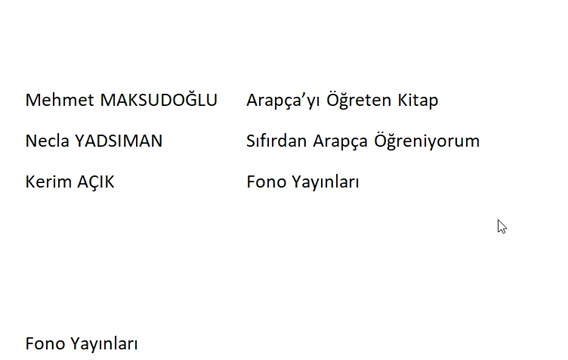 Mehmet MAKSUDOĞLU Arapça’yı Öğreten Kitap
Necla YADSIMAN Sıfırdan Arapça Öğreniyorum
Kerim AÇIK Fono Yayınları
Fono Yayınları